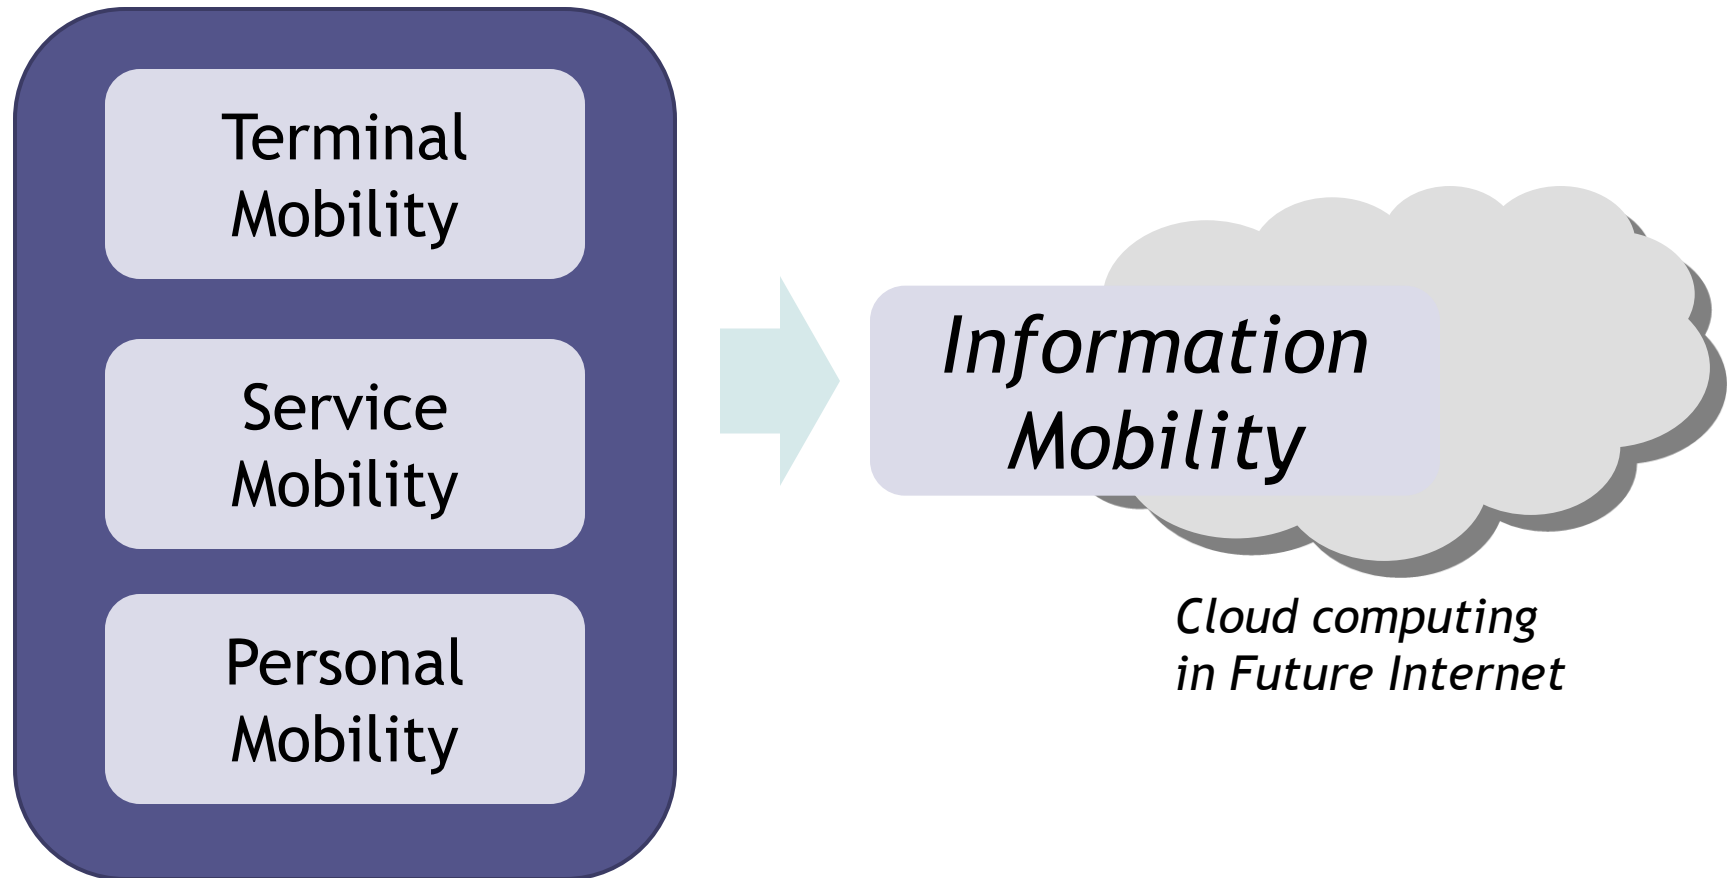 Terminal
Mobility
Service
Mobility
Personal
Mobility
Information
Mobility
Cloud computing
in Future Internet